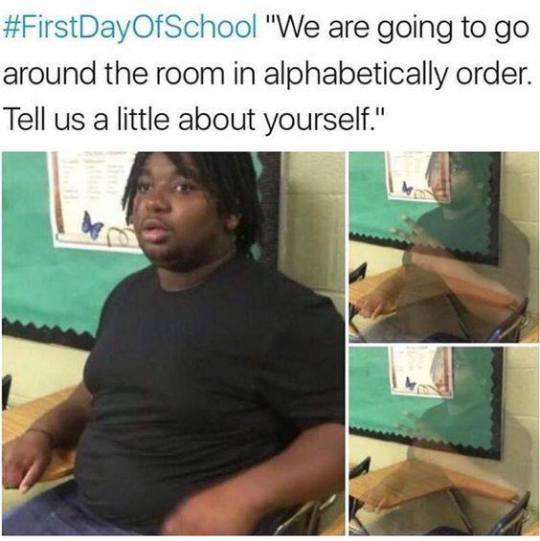 #FirstDayOfSchool "We are going to go
around the room in alphabetically order.
Tell us a little about yourself."